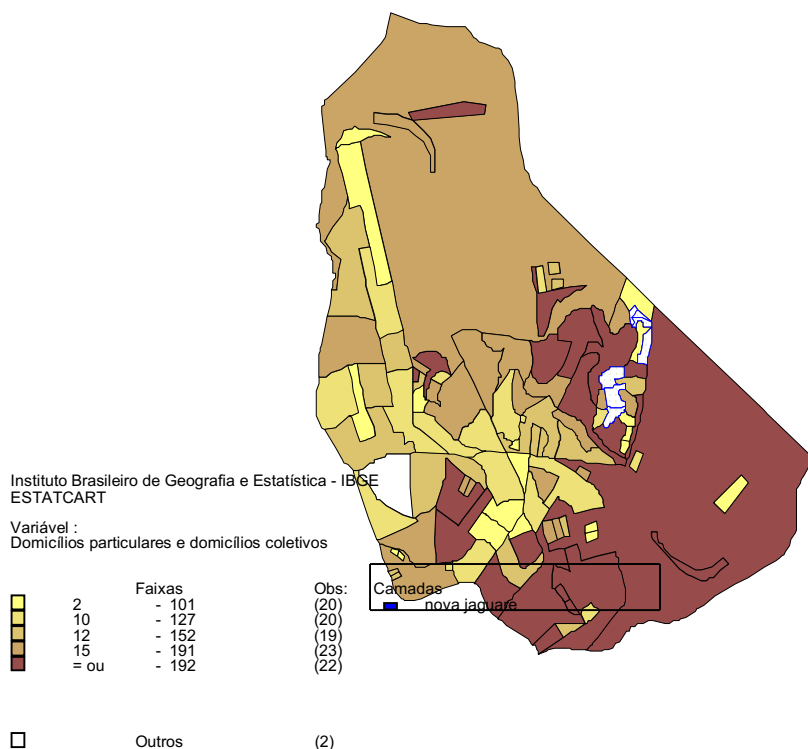 Instituto Brasileiro de Geografia e Estatística - IBGE
ESTATCART
Variável :
Domicílios particulares e domicílios coletivos
Faixas Obs: Camadas
2 - 101 (20) nova jaguare
10 - 127 (20)
12 - 152 (19)
15 - 191 (23)
= ou - 192 (22)
Outros (2)